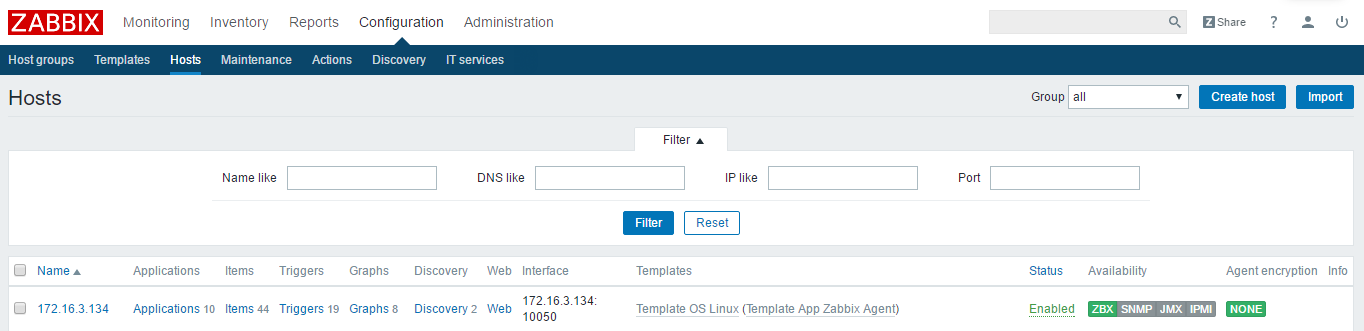 ZABBIX Monitoring Inventory Reports Configuration Administration Z Share ?
Host groups Templates Hosts Maintenance Actions Discovery IT services
Hosts Group all Create host Import
Filter
Name like DNS like IP like Port
Filter Reset
Name Applications Items Triggers Graphs Discovery Web Interface Templates Status Availability Agent encryption Info
172.16.3.134 Applications 10 Items 44 Triggers 19 Graphs 8 Discovery 2 Web 172.16.3.134: Template OS Linux (Template App Zabbix Agent) Enabled ZBX SNMP JMX IPMI NONE
10050